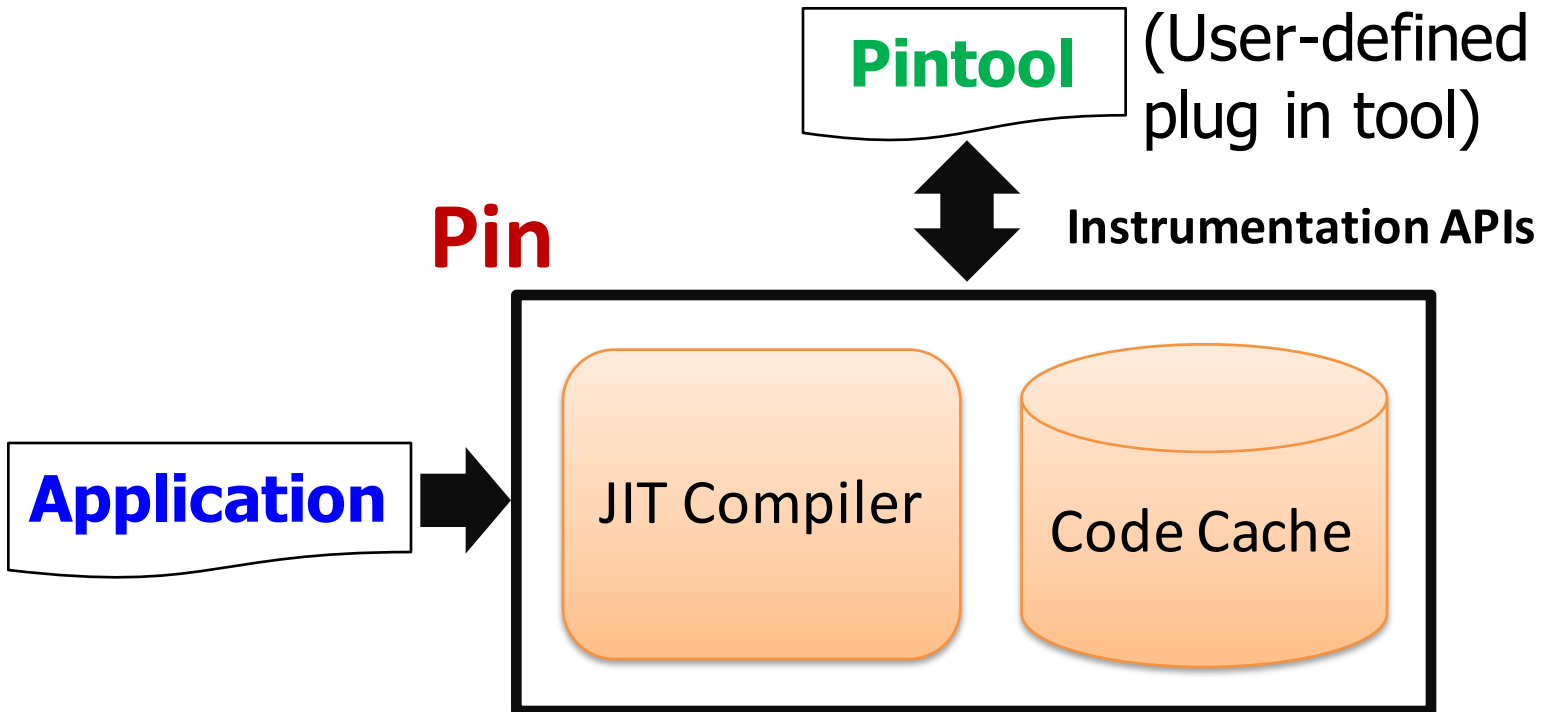 Pintool
(User-defined
plug in tool)
Pin
Instrumentation APIs
Application
JIT Compiler
Code Cache